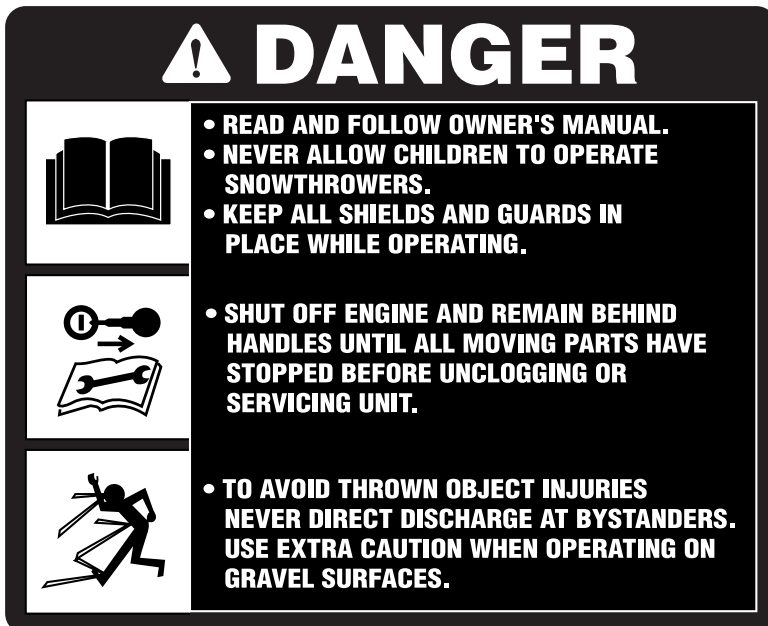 DANGER
• READ AND FOLLOW OWNER'S MANUAL.
• NEVER ALLOW CHILDREN TO OPERATE
SNOWTHROWERS.
• KEEP ALL SHIELDS AND GUARDS IN
PLACE WHILE OPERATING.
• SHUT OFF ENGINE AND REMAIN BEHIND
HANDLES UNTIL ALL MOVING PARTS HAVE
STOPPED BEFORE UNCLOGGING OR
SERVICING UNIT.
• TO AVOID THROWN OBJECT INJURIES
NEVER DIRECT DISCHARGE AT BYSTANDERS.
USE EXTRA CAUTION WHEN OPERATING ON
GRAVEL SURFACES.